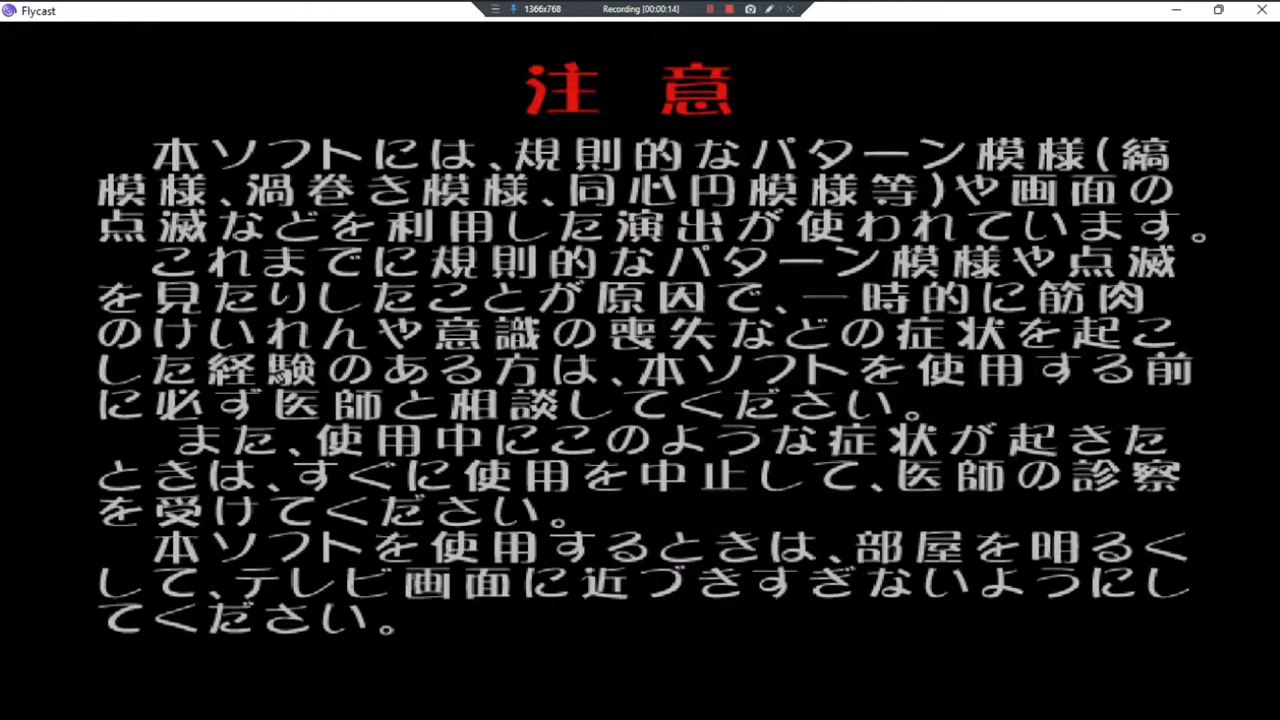 Flycast
1366x768
Recording [00:00:14]
注意
本ソフトには、規則的なパターン模様(縞
模様、渦巻き模様、同心円模様等)や画面の
点滅などを利用した演出が使われています。
これまでに規則的なパターン模様や点滅
を見たりしたことが原因で、一時的に筋肉
のけいれんや意識の喪失などの症状を起こ
した経験のある方は、本ソフトを使用する前
に必ず医師と相談してください。
また、使用中にこのような症状が起きた
ときは、すぐに使用を中止して、医師の診察
を受けてください。
本ソフトを使用するときは、部屋を明るく
して、テレビ画面に近づきすぎないようにし
てください。